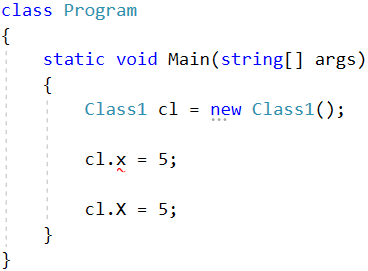 class Program
{
static void Main(string[] args)
{
Class1 cl = new Class1();
cl.x = 5;
cl.X = 5;
}
}